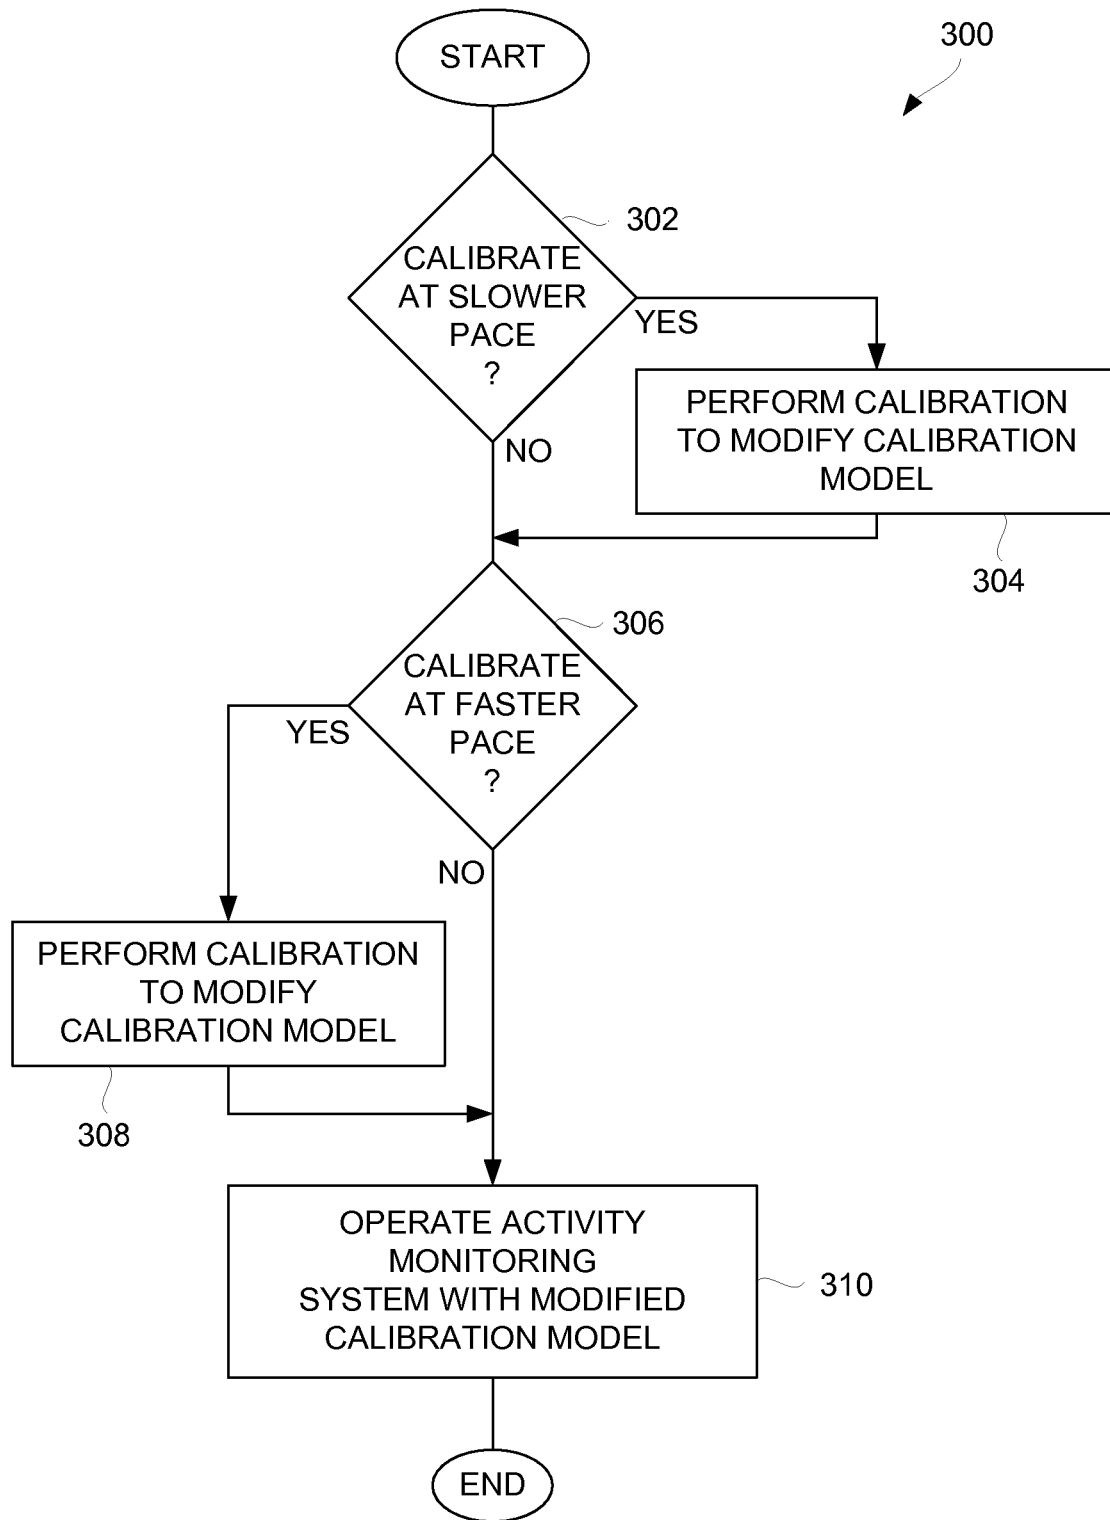 START
300
302
CALIBRATE
AT SLOWER
PACE
?
YES
NO
PERFORM CALIBRATION
TO MODIFY CALIBRATION
MODEL
304
306
CALIBRATE
AT FASTER
PACE
?
YES
NO
PERFORM CALIBRATION
TO MODIFY
CALIBRATION MODEL
308
OPERATE ACTIVITY
MONITORING
SYSTEM WITH MODIFIED
CALIBRATION MODEL
310
END